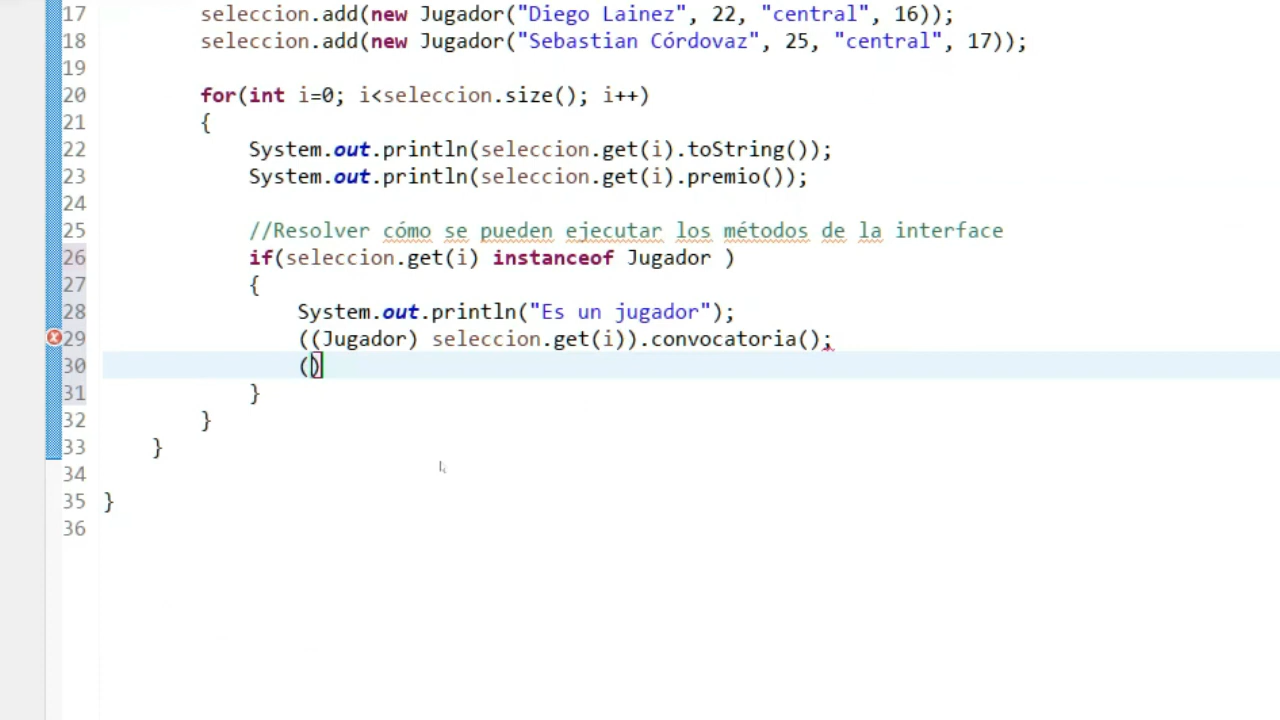 17 seleccion.add(new Jugador("Diego Lainez", 22, "central", 16));
18 seleccion.add(new Jugador("Sebastian Córdovaz", 25, "central", 17));
19
20 for(int i=0; i<seleccion.size(); i++)
21 {
22 System.out.println(seleccion.get(i).toString());
23 System.out.println(seleccion.get(i).premio());
24
25 //Resolver cómo se pueden ejecutar los métodos de la interface
26 if(seleccion.get(i) instanceof Jugador )
27 {
28 System.out.println("Es un jugador");
29 ((Jugador) seleccion.get(i)).convocatoria();
30 ()
31 }
32 }
33 }
34
35 }
36